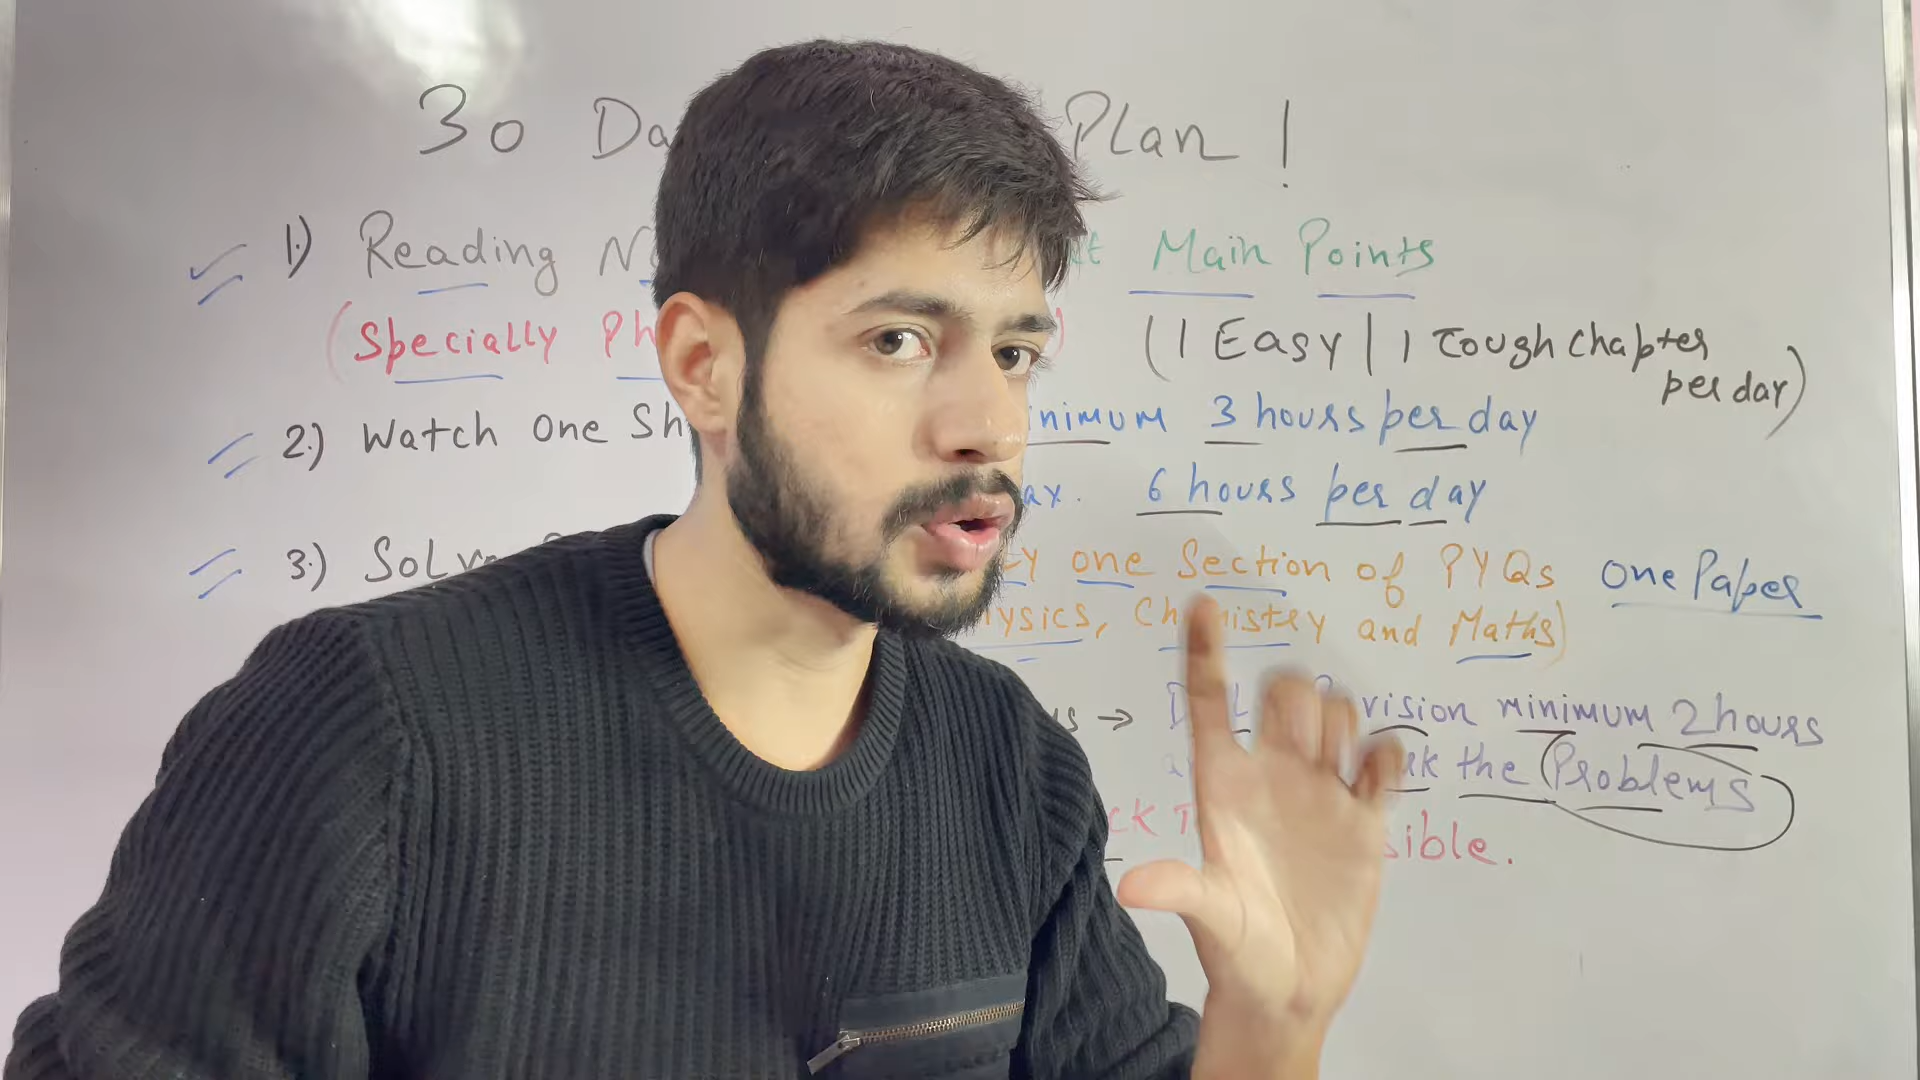 30 Da Plan !
1) Reading N Main Points
(Specially Ph ) (1 Easy | 1 Tough chapter
per day)
2.) Watch One Sh inimum 3 hours per day
ax. 6 hours per day
3.) Solv y one Section of PYQs one Paper
ysics, Chemistry and Maths)
→ Revision minimum 2 hours
the (Problems
ck sible.